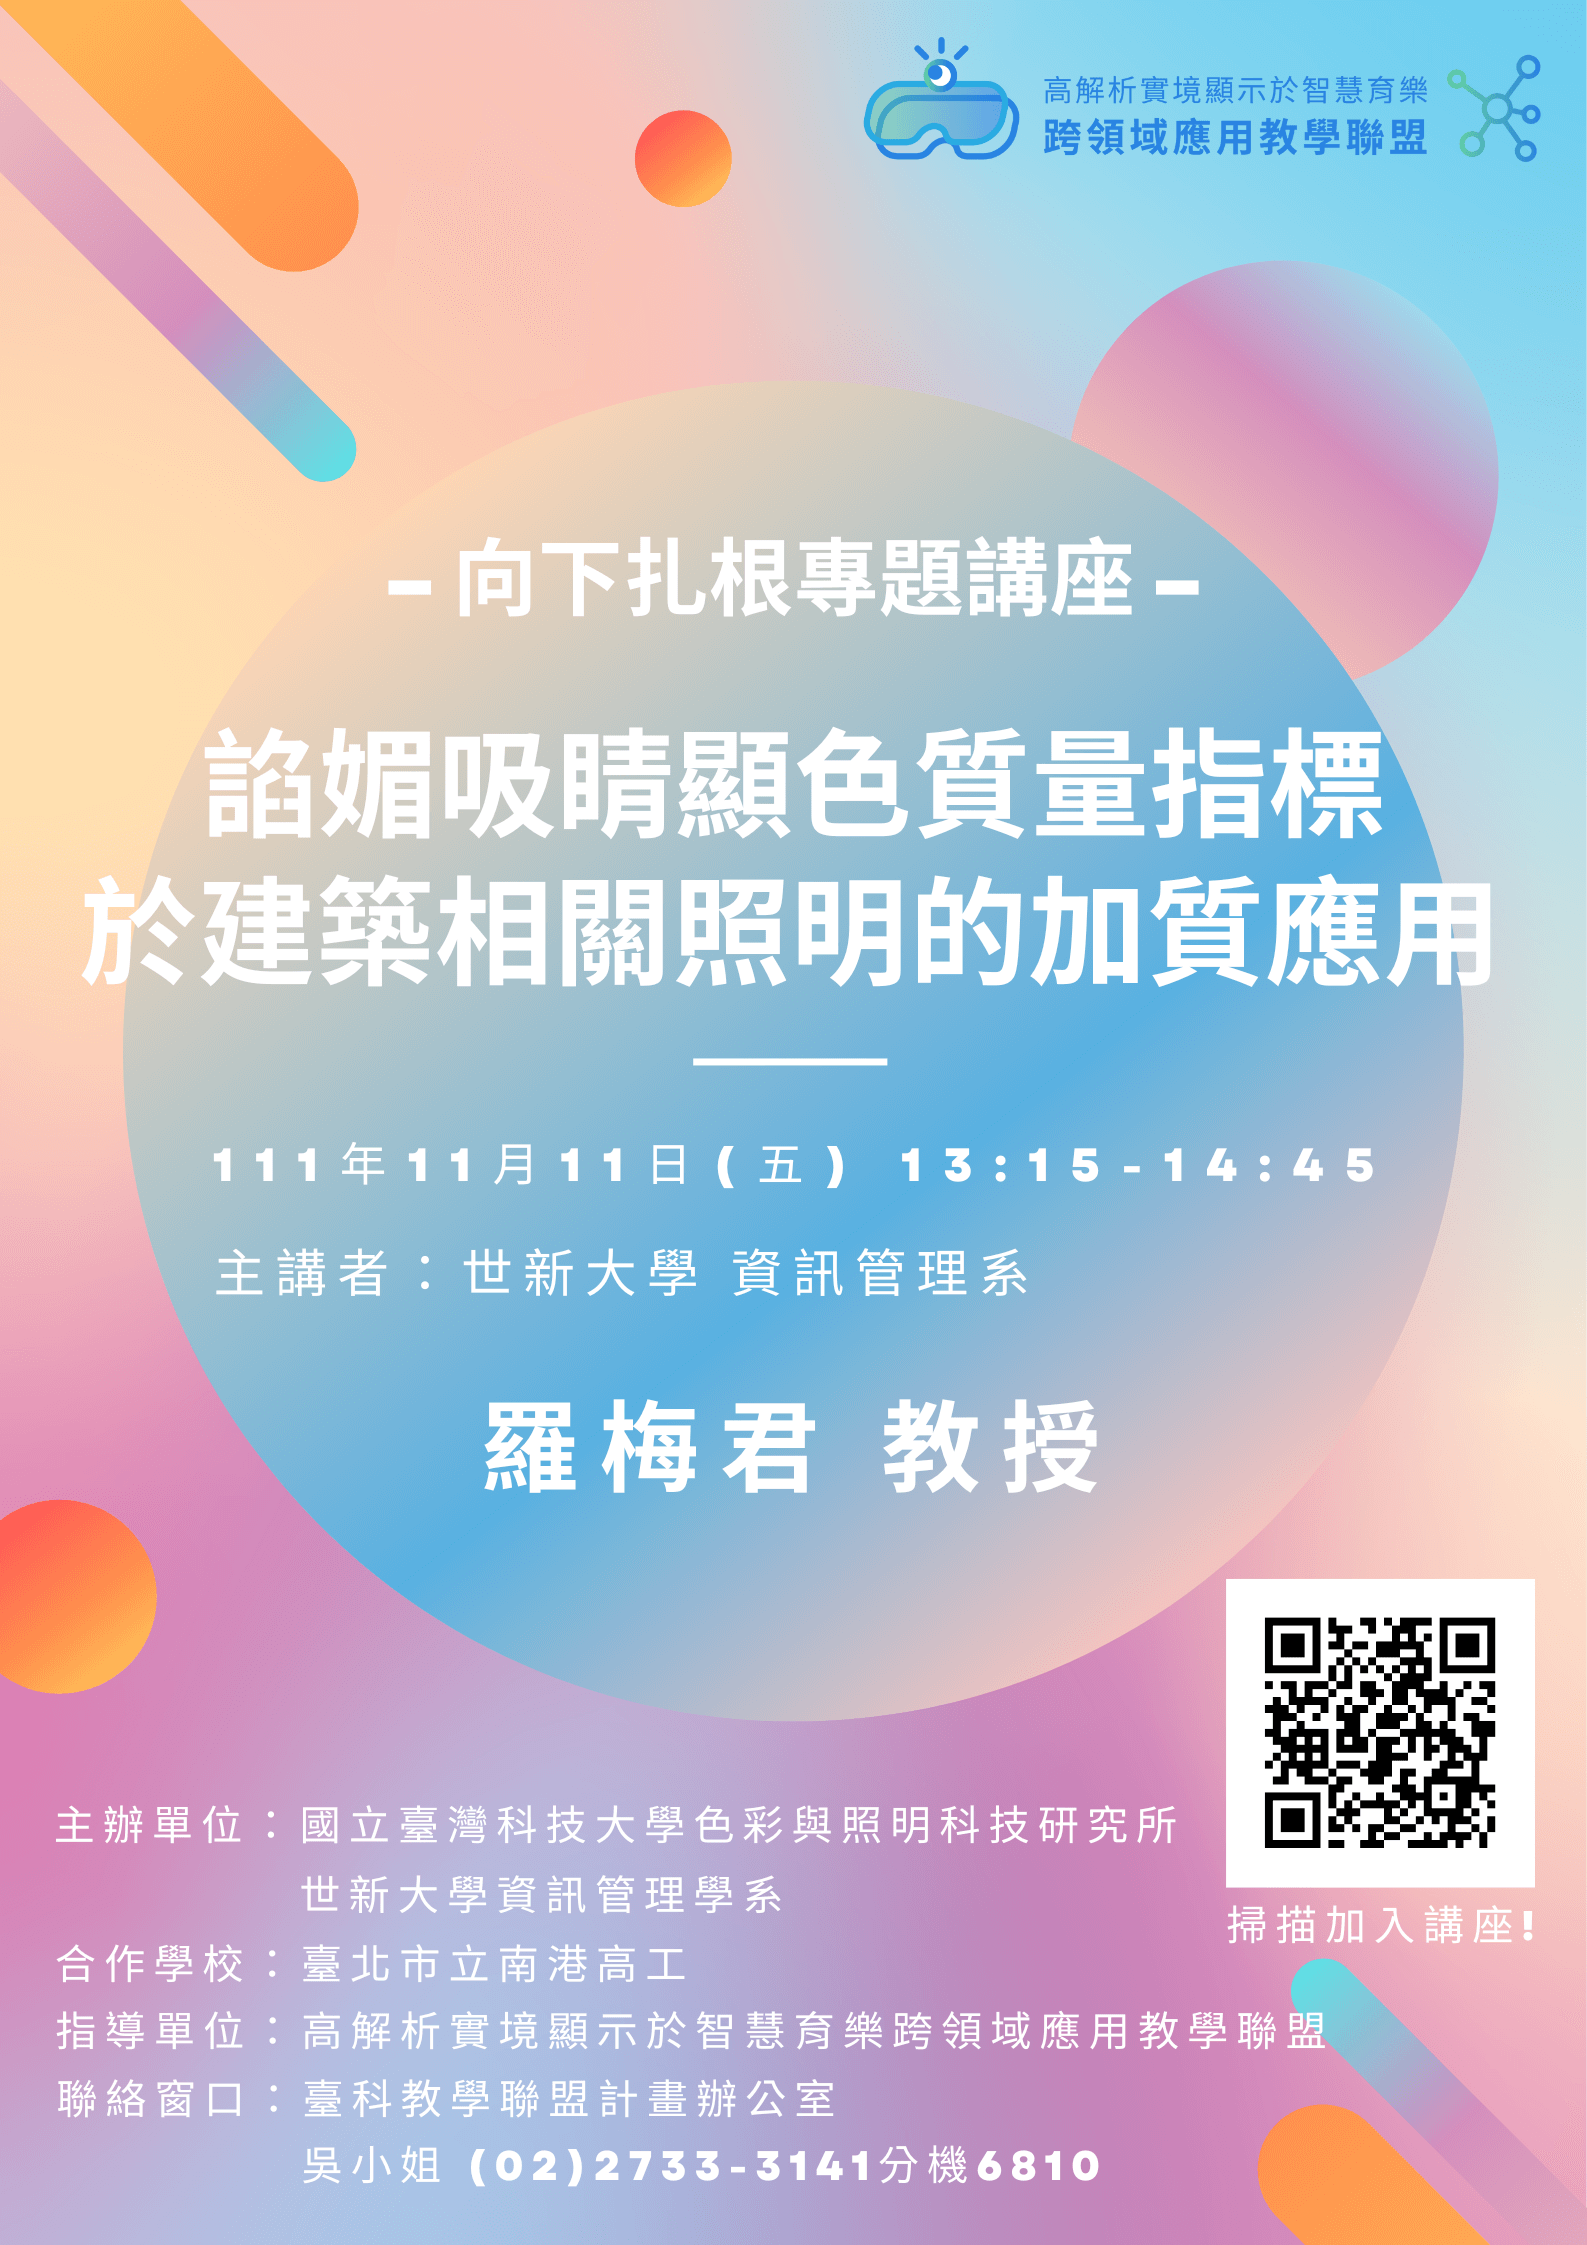 高解析實境顯示於智慧育樂
跨領域應用教學聯盟
-向下扎根專題講座-
諂媚吸睛顯色質量指標
於建築相關照明的加質應用
111年11月11日(五) 13:15-14:45
主講者：世新大學 資訊管理系
羅梅君 教授
主辦單位：國立臺灣科技大學色彩與照明科技研究所
世新大學資訊管理學系
合作學校：臺北市立南港高工
指導單位：高解析實境顯示於智慧育樂跨領域應用教學聯盟
聯絡窗口：臺科教學聯盟計畫辦公室
吳小姐 (02)2733-3141分機6810
掃描加入講座!